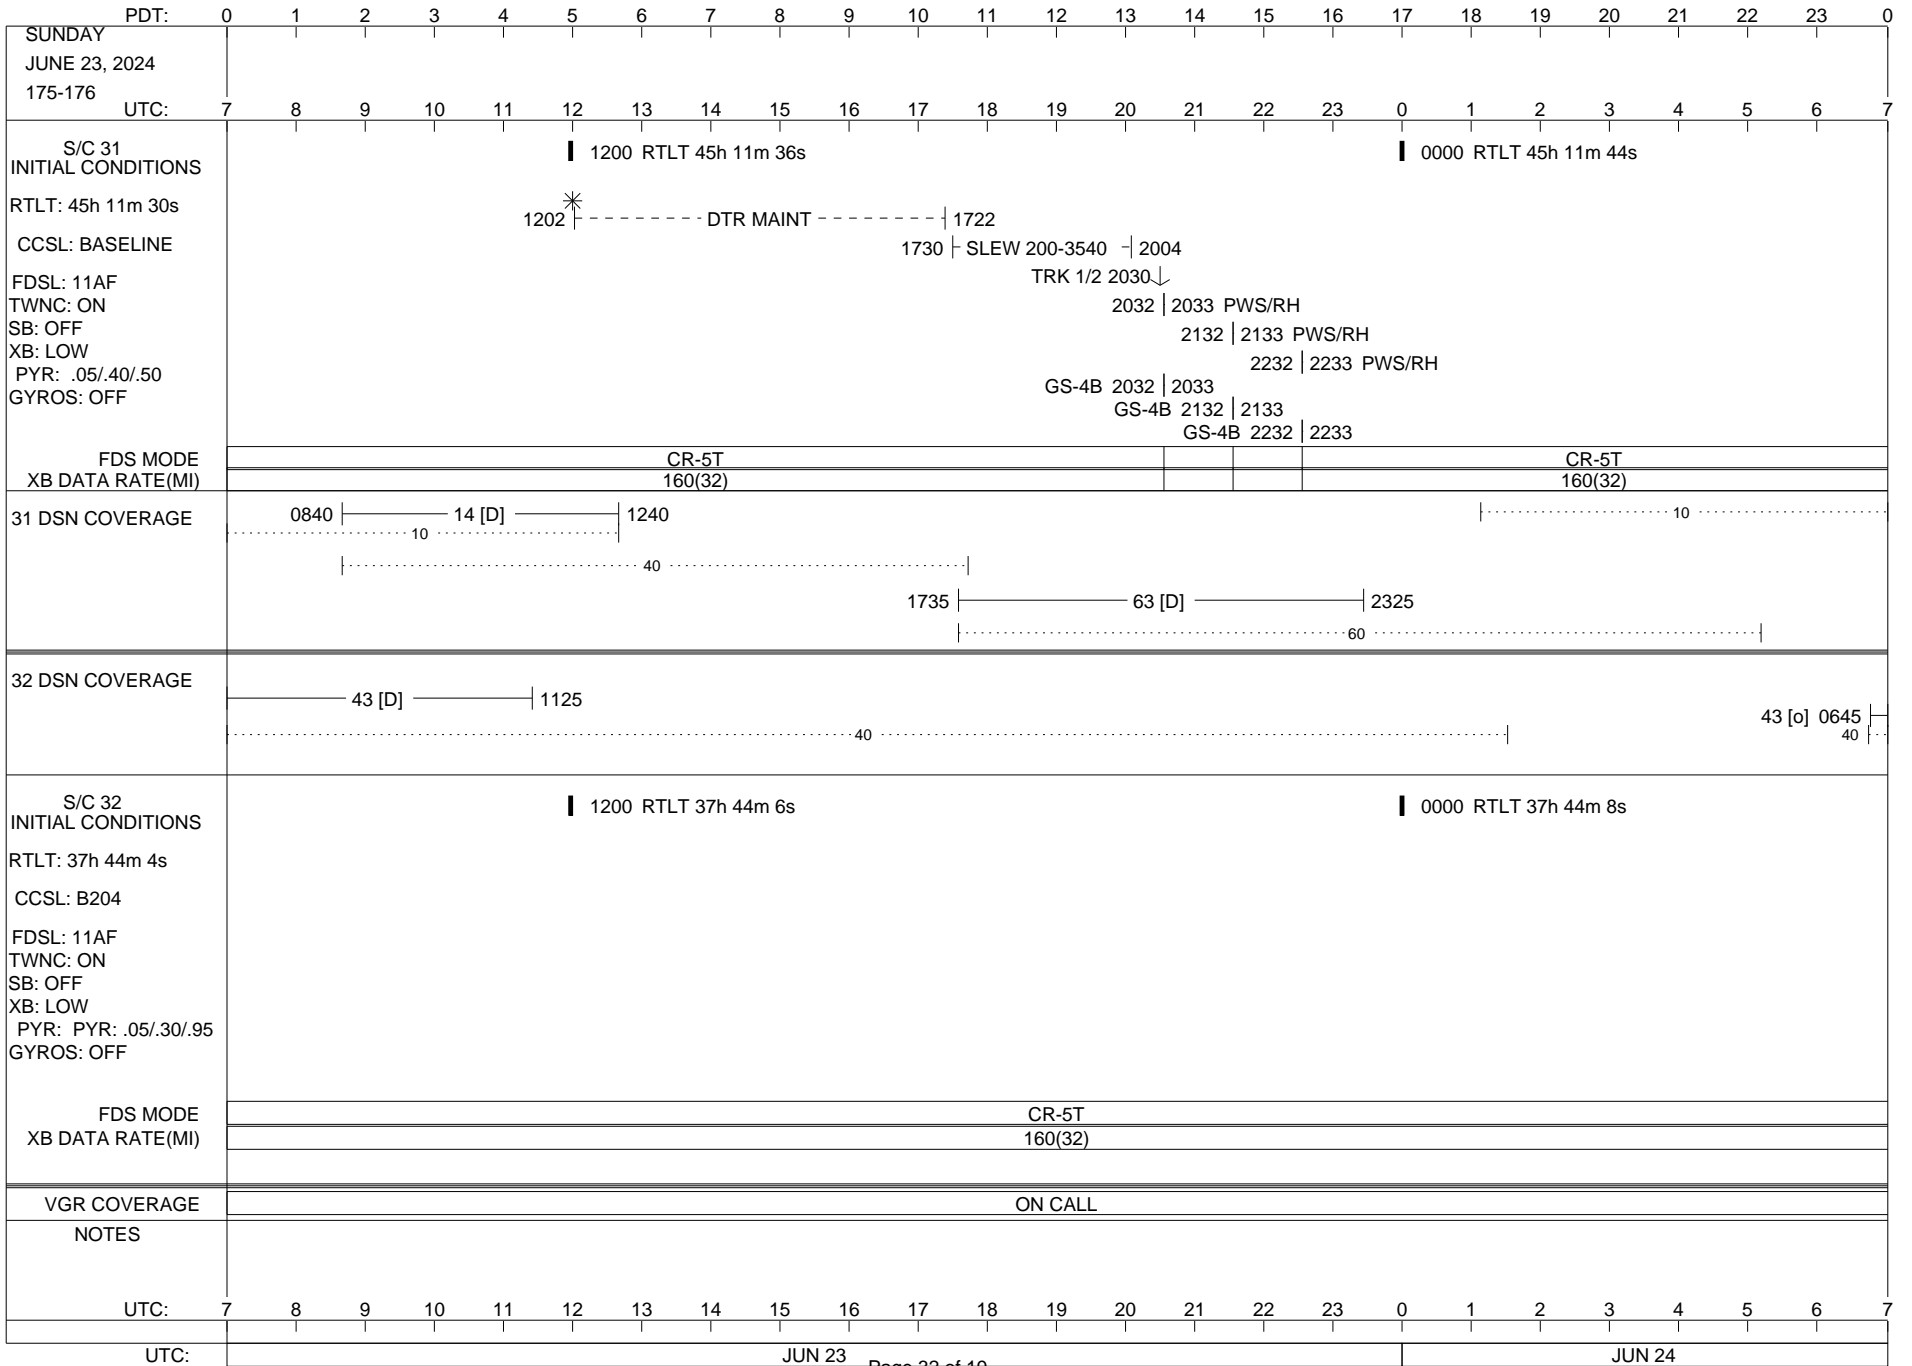 PDT: 0 1 2 3 4 5 6 7 8 9 10 11 12 13 14 15 16 17 18 19 20 21 22 23 0
SUNDAY
JUNE 23, 2024
175-176
UTC: 7 8 9 10 11 12 13 14 15 16 17 18 19 20 21 22 23 0 1 2 3 4 5 6 7
S/C 31
INITIAL CONDITIONS
1200 RTLT 45h 11m 36s
0000 RTLT 45h 11m 44s
RTLT: 45h 11m 30s
1202 DTR MAINT 1722
CCSL: BASELINE
1730 SLEW 200-3540 2004
FDSL: 11AF
TRK 1/2 2030
TWNC: ON
2032 2033 PWS/RH
SB: OFF
2132 2133 PWS/RH
XB: LOW
2232 2233 PWS/RH
PYR: .05/.40/.50
GS-4B 2032 2033
GYROS: OFF
GS-4B 2132 2133
GS-4B 2232 2233
FDS MODE CR-5T CR-5T
XB DATA RATE(MI) 160(32) 160(32)
31 DSN COVERAGE
0840 14 [D] 1240
10
10
40
1735 63 [D] 2325
60
32 DSN COVERAGE
43 [D] 1125
43 [o] 0645
40
40
S/C 32
INITIAL CONDITIONS
1200 RTLT 37h 44m 6s
0000 RTLT 37h 44m 8s
RTLT: 37h 44m 4s
CCSL: B204
FDSL: 11AF
TWNC: ON
SB: OFF
XB: LOW
PYR: PYR: .05/.30/.95
GYROS: OFF
FDS MODE CR-5T
XB DATA RATE(MI) 160(32)
VGR COVERAGE ON CALL
NOTES
UTC: 7 8 9 10 11 12 13 14 15 16 17 18 19 20 21 22 23 0 1 2 3 4 5 6 7
UTC: JUN 23 JUN 24